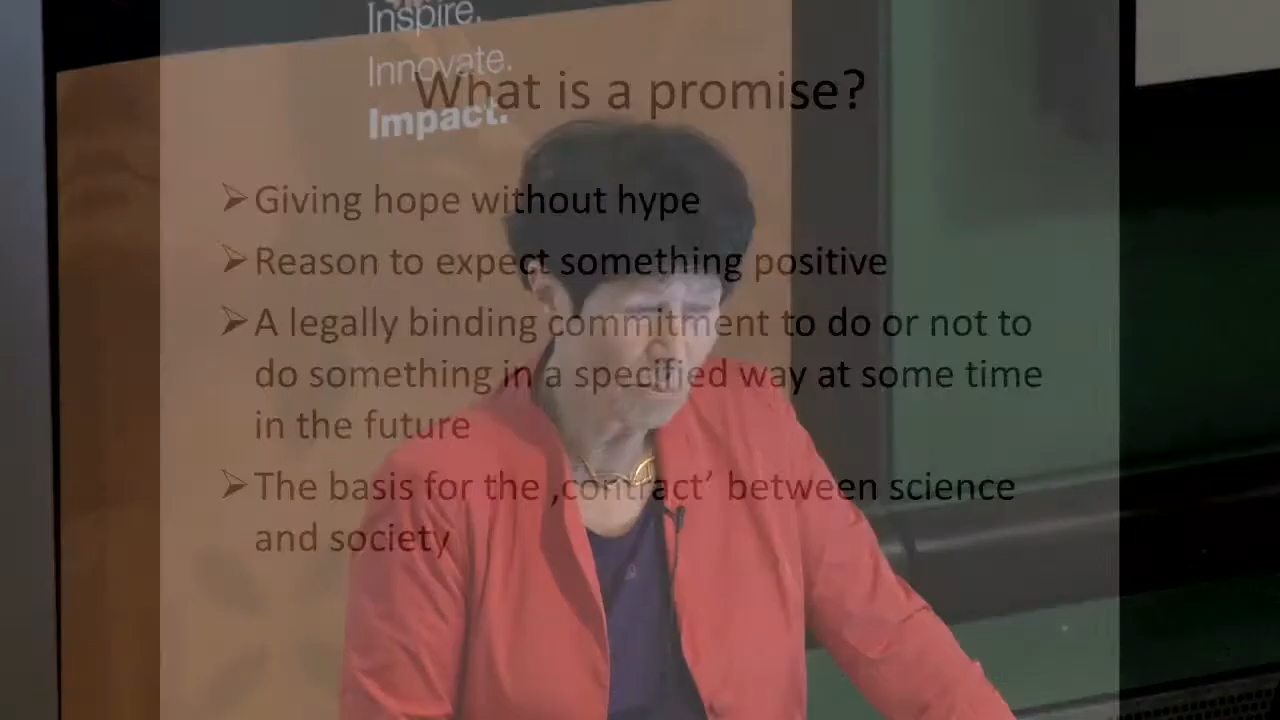 Inspire.
Innovate.
Impact.
What is a promise?
Giving hope without hype
Reason to expect something positive
A legally binding commitment to do or not to
do something in a specified way at some time
in the future
The basis for the ‚contract’ between science
and society